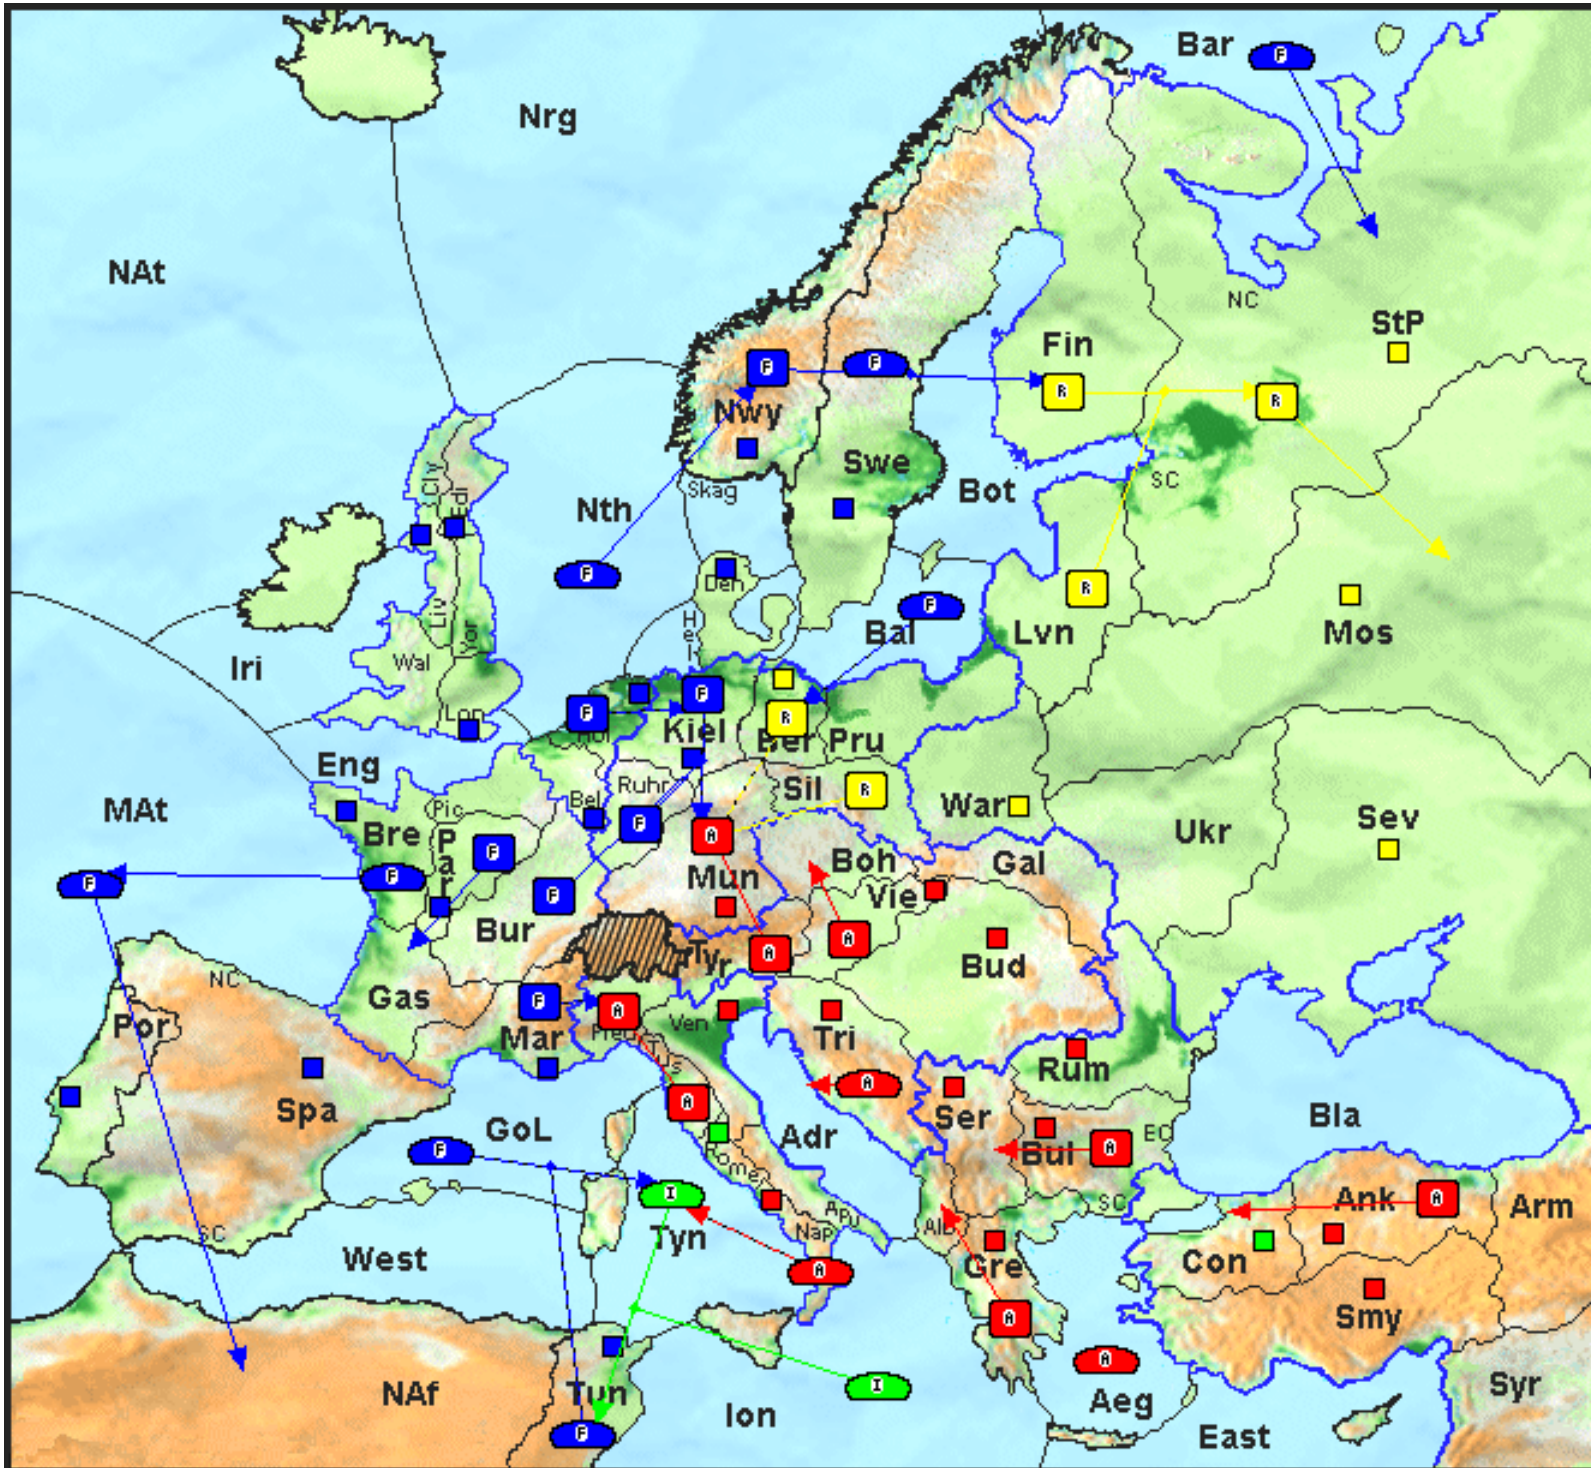 Bar
F
Nrg
NAt
NC
StP
Fin
F
F
R
R
Nwy
Swe
Cly
Edi
Skag
Bot
SC
Nth
F
Den
R
F
Hel
Liv
Yor
Bal
Lvn
Mos
Iri
Wal
F
F
R
Lon
Hol
Kiel
Ber
Pru
Eng
Ruhr
Sil
R
MAt
Pic
Bel
War
Bre
Par
F
F
A
Boh
Gal
Ukr
Sev
F
F
F
Mun
Vie
Bur
Tyr
A
A
Bud
NC
Gas
F
A
Por
Mar
Pie
Tus
Ven
Tri
Rum
Spa
A
A
Ser
GoL
F
Rome
Adr
Bul
A
EC
Bla
I
Apu
Nap
Alb
SC
Ank
A
Arm
SC
West
Tyn
A
Gre
Con
A
Smy
NAf
Tun
I
A
Aeg
Syr
F
Ion
East